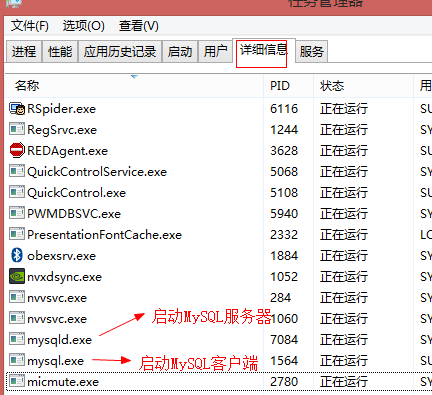 任务管理器
文件(F) 选项(O) 查看(V)
进程 性能 应用历史记录 启动 用户 详细信息 服务
名称 PID 状态 用
RSpider.exe 6116 正在运行 SU
RegSrvc.exe 1244 正在运行 SY
REDAgent.exe 3628 正在运行 SU
QuickControlService.exe 5068 正在运行 SY
QuickControl.exe 5108 正在运行 SU
PWMDBSVC.exe 5940 正在运行 SY
PresentationFontCache.exe 2332 正在运行 LO
obexsrv.exe 1884 正在运行 SY
nvxdsync.exe 1052 正在运行 SY
nvvsvc.exe 284 正在运行 SY
nvvsvc.exe 1060 正在运行 SY
启动MySQL服务器
mysqld.exe 7084 正在运行 SY
mysql.exe 1564 正在运行 SU
启动MySQL客户端
micmute.exe 2780 正在运行 SY